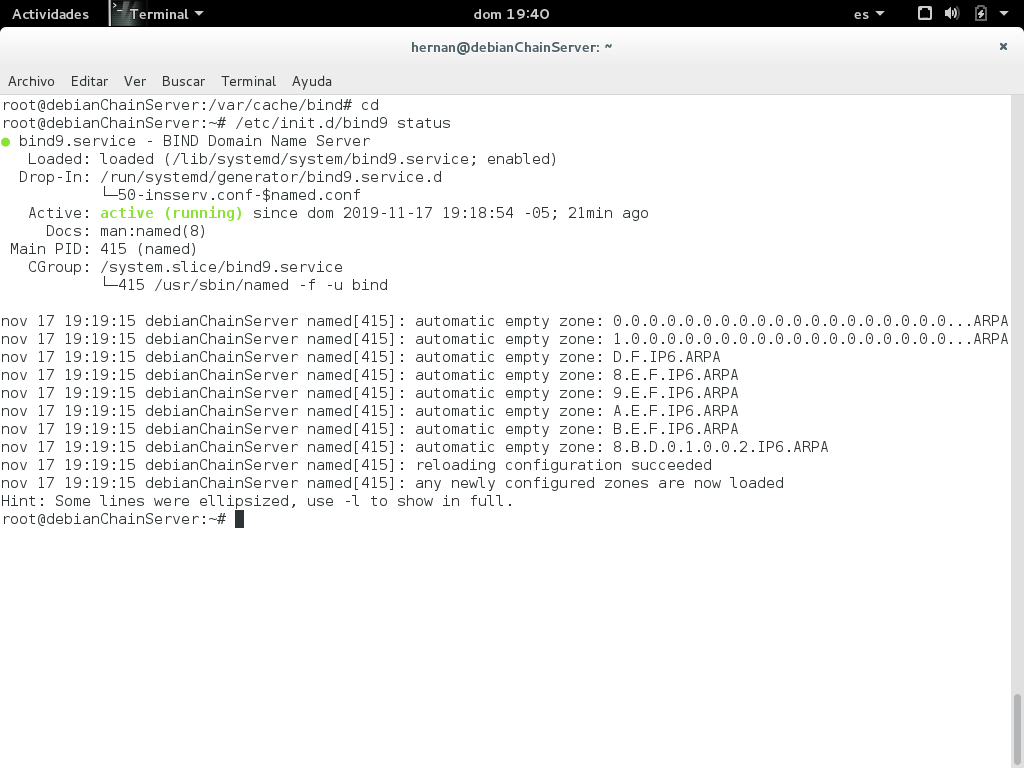 Actividades
Terminal
dom 19:40
es
hernan@debianChainServer: ~
×
Archivo Editar Ver Buscar Terminal Ayuda
root@debianChainServer:/var/cache/bind# cd
root@debianChainServer:~# /etc/init.d/bind9 status
● bind9.service - BIND Domain Name Server
   Loaded: loaded (/lib/systemd/system/bind9.service; enabled)
  Drop-In: /run/systemd/generator/bind9.service.d
           └─50-insserv.conf-$named.conf
   Active: active (running) since dom 2019-11-17 19:18:54 -05; 21min ago
     Docs: man:named(8)
 Main PID: 415 (named)
   CGroup: /system.slice/bind9.service
           └─415 /usr/sbin/named -f -u bind
nov 17 19:19:15 debianChainServer named[415]: automatic empty zone: 0.0.0.0.0.0.0.0.0.0.0.0.0.0.0.0.0.0.0...ARPA
nov 17 19:19:15 debianChainServer named[415]: automatic empty zone: 1.0.0.0.0.0.0.0.0.0.0.0.0.0.0.0.0.0.0...ARPA
nov 17 19:19:15 debianChainServer named[415]: automatic empty zone: D.F.IP6.ARPA
nov 17 19:19:15 debianChainServer named[415]: automatic empty zone: 8.E.F.IP6.ARPA
nov 17 19:19:15 debianChainServer named[415]: automatic empty zone: 9.E.F.IP6.ARPA
nov 17 19:19:15 debianChainServer named[415]: automatic empty zone: A.E.F.IP6.ARPA
nov 17 19:19:15 debianChainServer named[415]: automatic empty zone: B.E.F.IP6.ARPA
nov 17 19:19:15 debianChainServer named[415]: automatic empty zone: 8.B.D.0.1.0.0.2.IP6.ARPA
nov 17 19:19:15 debianChainServer named[415]: reloading configuration succeeded
nov 17 19:19:15 debianChainServer named[415]: any newly configured zones are now loaded
Hint: Some lines were ellipsized, use -l to show in full.
root@debianChainServer:~#